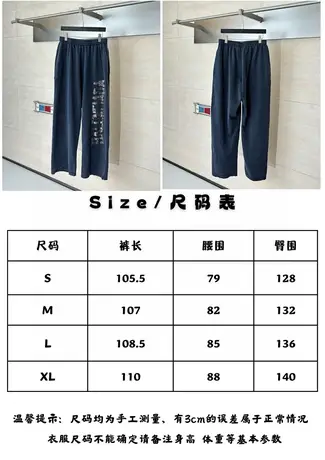 Size/尺码表
尺码 裤长 腰围 臀围
S 105.5 79 128
M 107 82 132
L 108.5 85 136
XL 110 88 140
温馨提示: 尺码均为手工测量、有3cm的误差属于正常情况
衣服尺码不能确定请备注身高 体重等基本参数